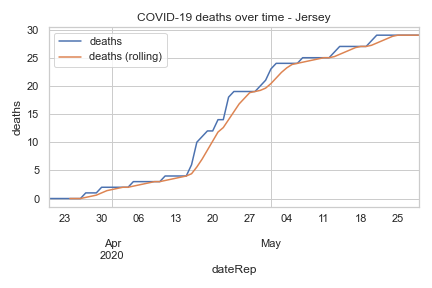 COVID-19 deaths over time - Jersey
deaths
deaths (rolling)
30
25
20
15
10
5
0
deaths
23 30 06 13 20 27 04 11 18 25
Apr May
2020
dateRep